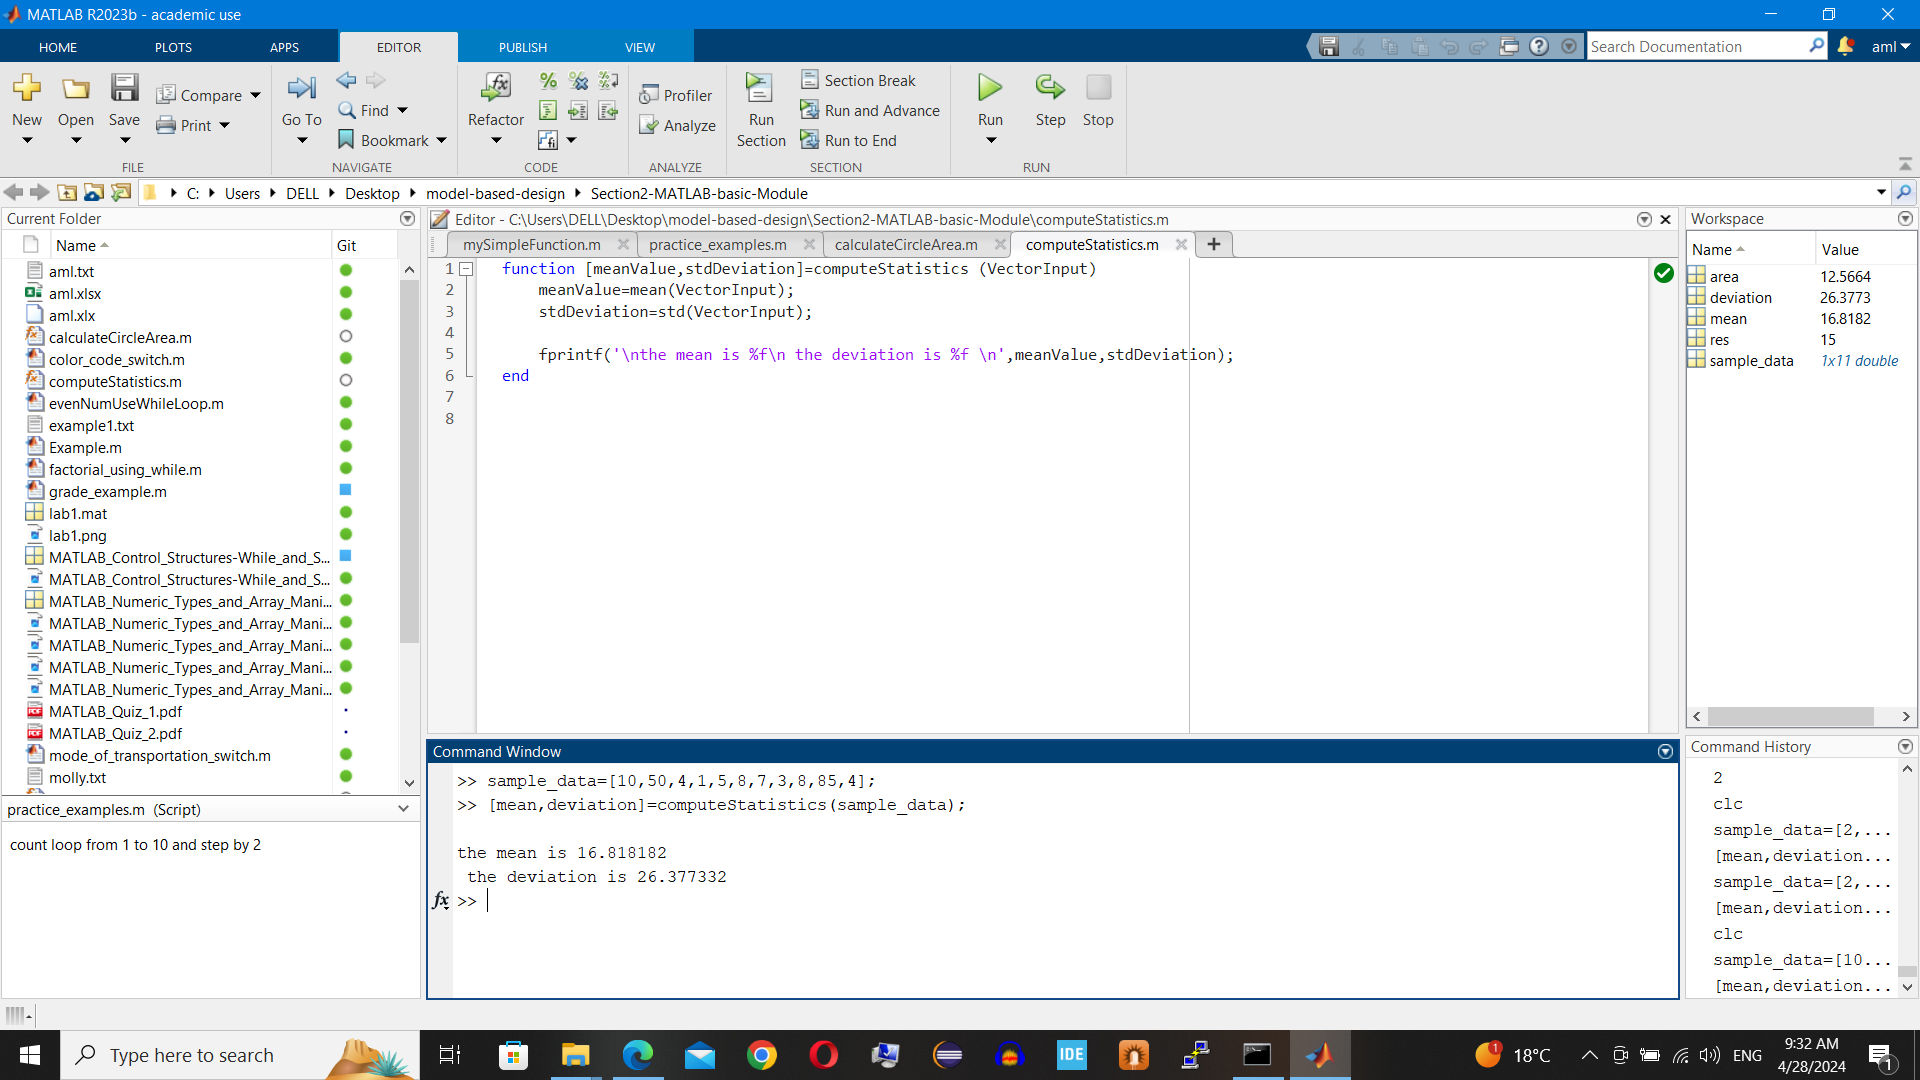 MATLAB R2023b - academic use
HOME PLOTS APPS EDITOR PUBLISH VIEW
Search Documentation
aml
New
Open
Save
Compare
Print
FILE
Go To
Find
Bookmark
NAVIGATE
Refactor
CODE
Profiler
Analyze
ANALYZE
Run
Section
Section Break
Run and Advance
Run to End
SECTION
Run
Step
Stop
RUN
C: Users DELL Desktop model-based-design Section2-MATLAB-basic-Module
Current Folder
Name Git
aml.txt
aml.xlsx
aml.xlx
calculateCircleArea.m
color_code_switch.m
computeStatistics.m
evenNumUseWhileLoop.m
example1.txt
Example.m
factorial_using_while.m
grade_example.m
lab1.mat
lab1.png
MATLAB_Control_Structures-While_and_S...
MATLAB_Control_Structures-While_and_S...
MATLAB_Numeric_Types_and_Array_Mani...
MATLAB_Numeric_Types_and_Array_Mani...
MATLAB_Numeric_Types_and_Array_Mani...
MATLAB_Numeric_Types_and_Array_Mani...
MATLAB_Numeric_Types_and_Array_Mani...
MATLAB_Quiz_1.pdf
MATLAB_Quiz_2.pdf
mode_of_transportation_switch.m
molly.txt
practice_examples.m (Script)
count loop from 1 to 10 and step by 2
Editor - C:\Users\DELL\Desktop\model-based-design\Section2-MATLAB-basic-Module\computeStatistics.m
mySimpleFunction.m practice_examples.m calculateCircleArea.m computeStatistics.m
1 function [meanValue,stdDeviation]=computeStatistics (VectorInput)
2 meanValue=mean(VectorInput);
3 stdDeviation=std(VectorInput);
4
5 fprintf('\nthe mean is %f\n the deviation is %f \n',meanValue,stdDeviation);
6 end
7
8
Command Window
>> sample_data=[10,50,4,1,5,8,7,3,8,85,4];
>> [mean,deviation]=computeStatistics(sample_data);
the mean is 16.818182
the deviation is 26.377332
fx >>
Workspace
Name Value
area 12.5664
deviation 26.3773
mean 16.8182
res 15
sample_data 1x11 double
Command History
2
clc
sample_data=[2,...
[mean,deviation...
sample_data=[2,...
[mean,deviation...
clc
sample_data=[10...
[mean,deviation...
Type here to search
IDE
1
18°C
ENG
9:32 AM
4/28/2024
1